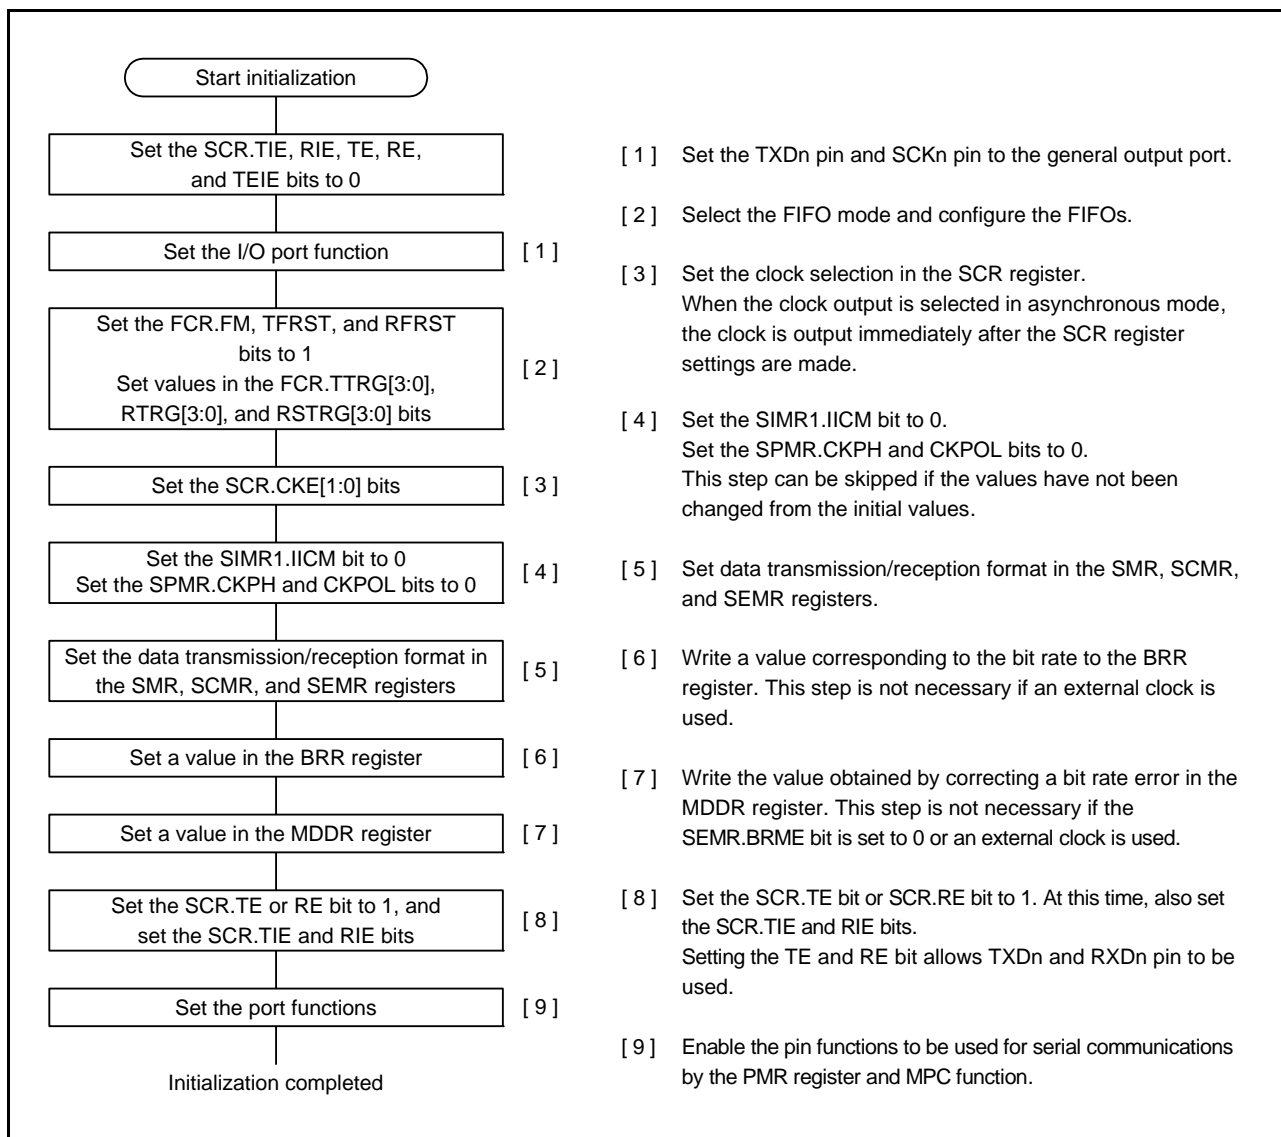 Start initialization
Set the SCR.TIE, RIE, TE, RE,
and TEIE bits to 0
Set the I/O port function
[ 1 ]
Set the FCR.FM, TFRST, and RFRST
bits to 1
Set values in the FCR.TTRG[3:0],
RTRG[3:0], and RSTRG[3:0] bits
[ 2 ]
Set the SCR.CKE[1:0] bits
[ 3 ]
Set the SIMR1.IICM bit to 0
Set the SPMR.CKPH and CKPOL bits to 0
[ 4 ]
Set the data transmission/reception format in
the SMR, SCMR, and SEMR registers
[ 5 ]
Set a value in the BRR register
[ 6 ]
Set a value in the MDDR register
[ 7 ]
Set the SCR.TE or RE bit to 1, and
set the SCR.TIE and RIE bits
[ 8 ]
Set the port functions
[ 9 ]
Initialization completed
[ 1 ] Set the TXDn pin and SCKn pin to the general output port.
[ 2 ] Select the FIFO mode and configure the FIFOs.
[ 3 ] Set the clock selection in the SCR register.
When the clock output is selected in asynchronous mode,
the clock is output immediately after the SCR register
settings are made.
[ 4 ] Set the SIMR1.IICM bit to 0.
Set the SPMR.CKPH and CKPOL bits to 0.
This step can be skipped if the values have not been
changed from the initial values.
[ 5 ] Set data transmission/reception format in the SMR, SCMR,
and SEMR registers.
[ 6 ] Write a value corresponding to the bit rate to the BRR
register. This step is not necessary if an external clock is
used.
[ 7 ] Write the value obtained by correcting a bit rate error in the
MDDR register. This step is not necessary if the
SEMR.BRME bit is set to 0 or an external clock is used.
[ 8 ] Set the SCR.TE bit or SCR.RE bit to 1. At this time, also set
the SCR.TIE and RIE bits.
Setting the TE and RE bit allows TXDn and RXDn pin to be
used.
[ 9 ] Enable the pin functions to be used for serial communications
by the PMR register and MPC function.